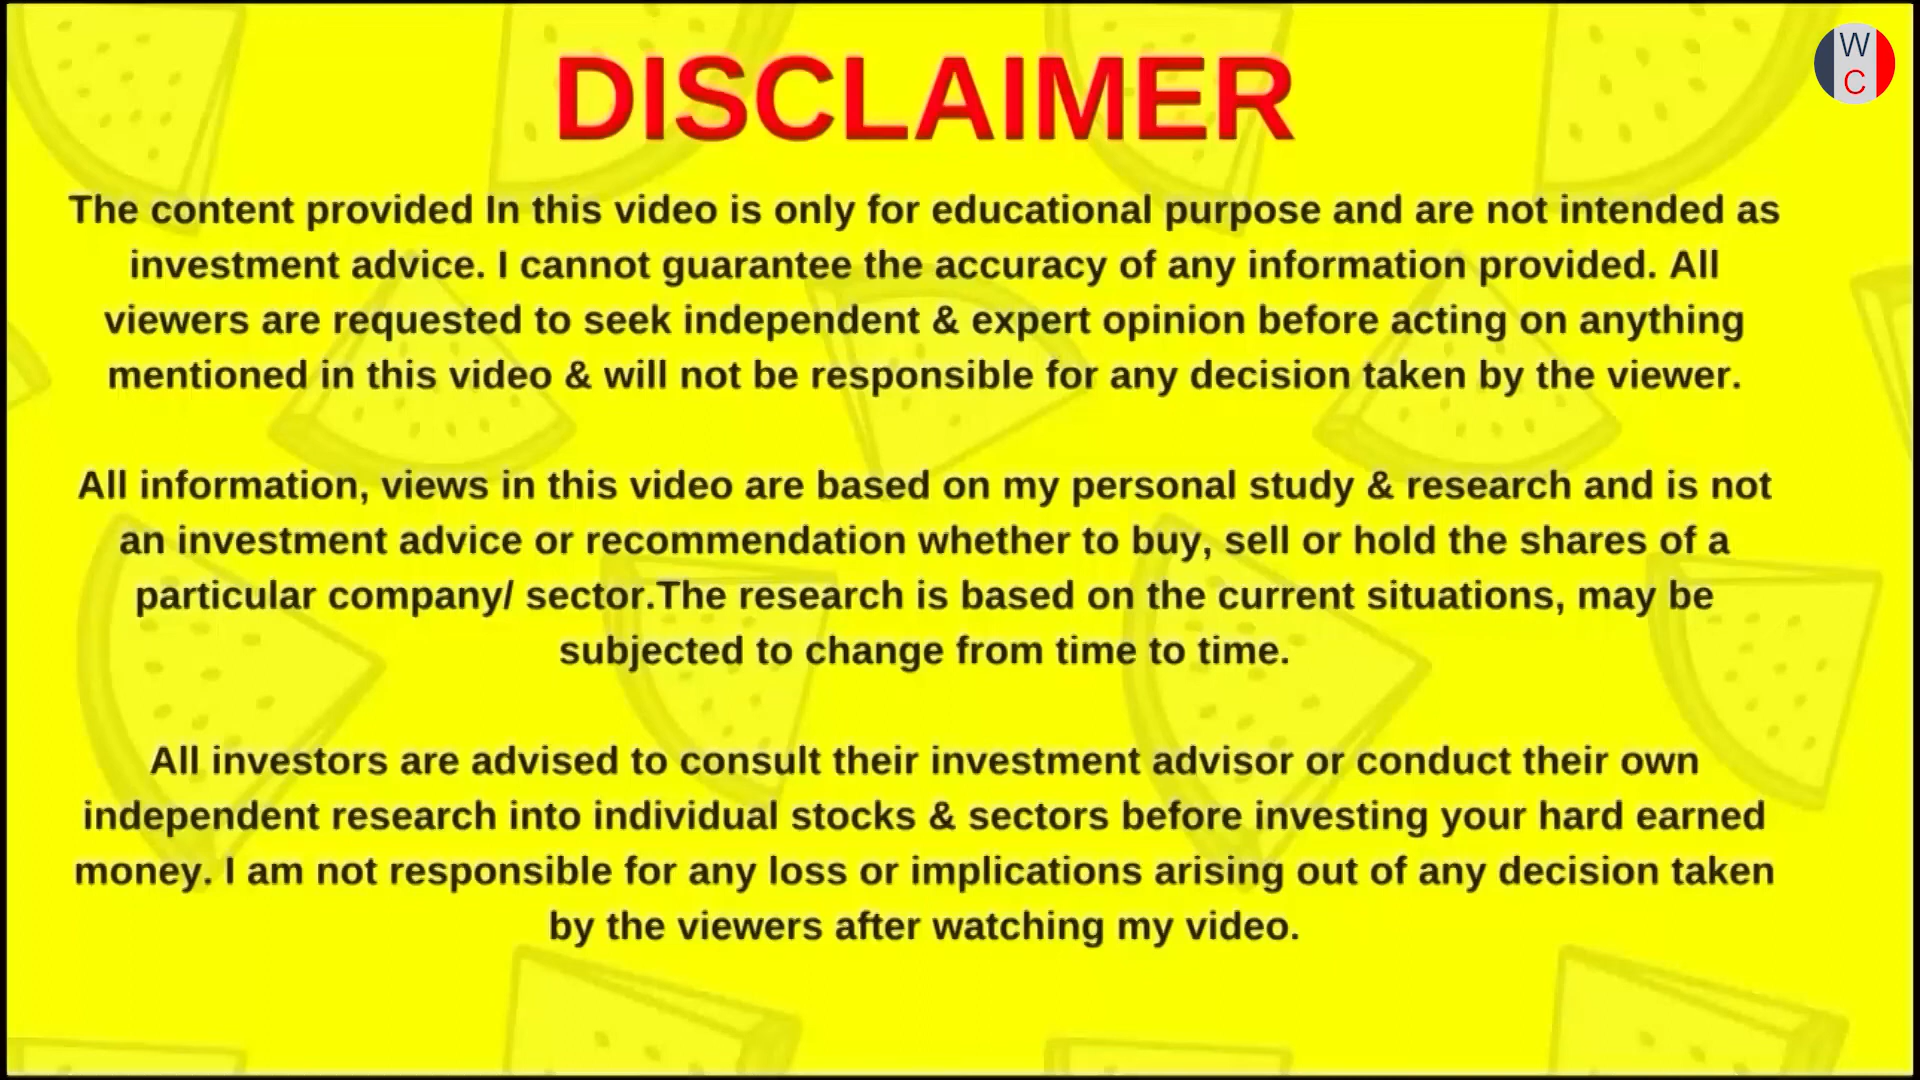 DISCLAIMER
W
C
The content provided In this video is only for educational purpose and are not intended as
investment advice. I cannot guarantee the accuracy of any information provided. All
viewers are requested to seek independent & expert opinion before acting on anything
mentioned in this video & will not be responsible for any decision taken by the viewer.
All information, views in this video are based on my personal study & research and is not
an investment advice or recommendation whether to buy, sell or hold the shares of a
particular company/ sector.The research is based on the current situations, may be
subjected to change from time to time.
All investors are advised to consult their investment advisor or conduct their own
independent research into individual stocks & sectors before investing your hard earned
money. I am not responsible for any loss or implications arising out of any decision taken
by the viewers after watching my video.